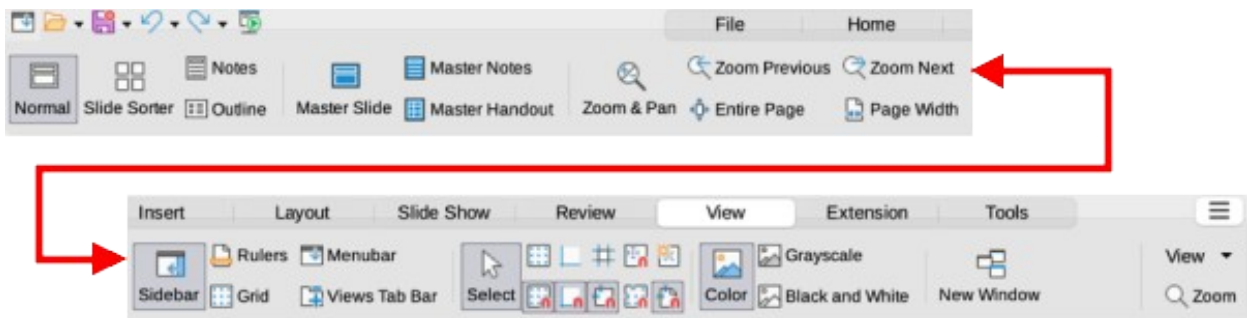 File Home
Notes Master Notes Zoom Previous Zoom Next
Normal Slide Sorter Outline Master Slide Master Handout Zoom & Pan Entire Page Page Width
Insert Layout Slide Show Review View Extension Tools
Rulers Menubar Grayscale View
Sidebar Grid Views Tab Bar Select Color Black and White New Window Zoom